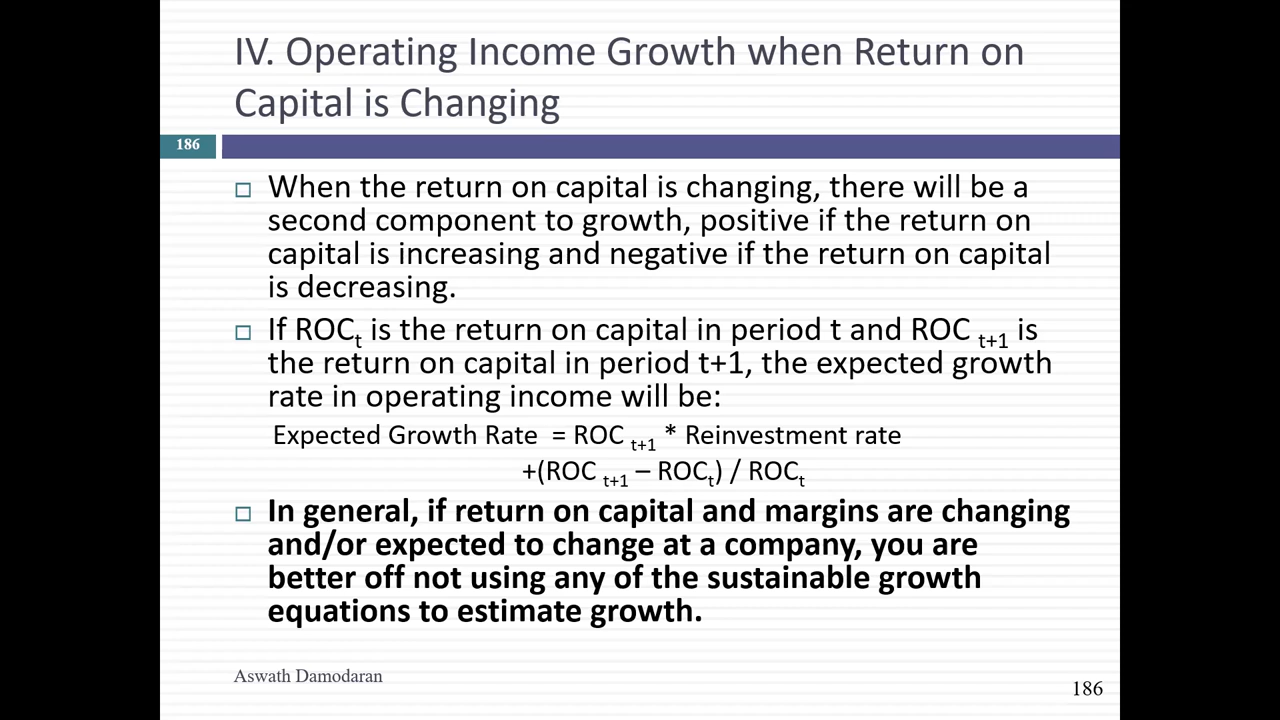 IV. Operating Income Growth when Return on
Capital is Changing
186
□ When the return on capital is changing, there will be a
second component to growth, positive if the return on
capital is increasing and negative if the return on capital
is decreasing.
□ If ROCt is the return on capital in period t and ROC t+1 is
the return on capital in period t+1, the expected growth
rate in operating income will be:
Expected Growth Rate = ROC t+1 * Reinvestment rate
+(ROC t+1 – ROCt) / ROCt
□ In general, if return on capital and margins are changing
and/or expected to change at a company, you are
better off not using any of the sustainable growth
equations to estimate growth.
Aswath Damodaran
186